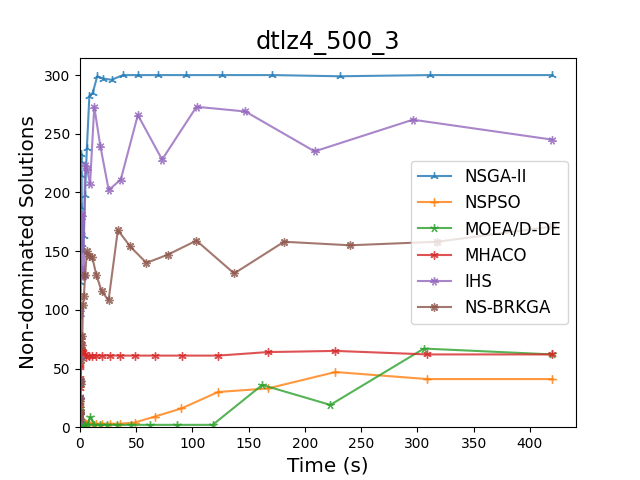 dtlz4_500_3
Non-dominated Solutions
300
250
200
150
100
50
0
NSGA-II
NSPSO
MOEA/D-DE
MHACO
IHS
NS-BRKGA
0 50 100 150 200 250 300 350 400
Time (s)